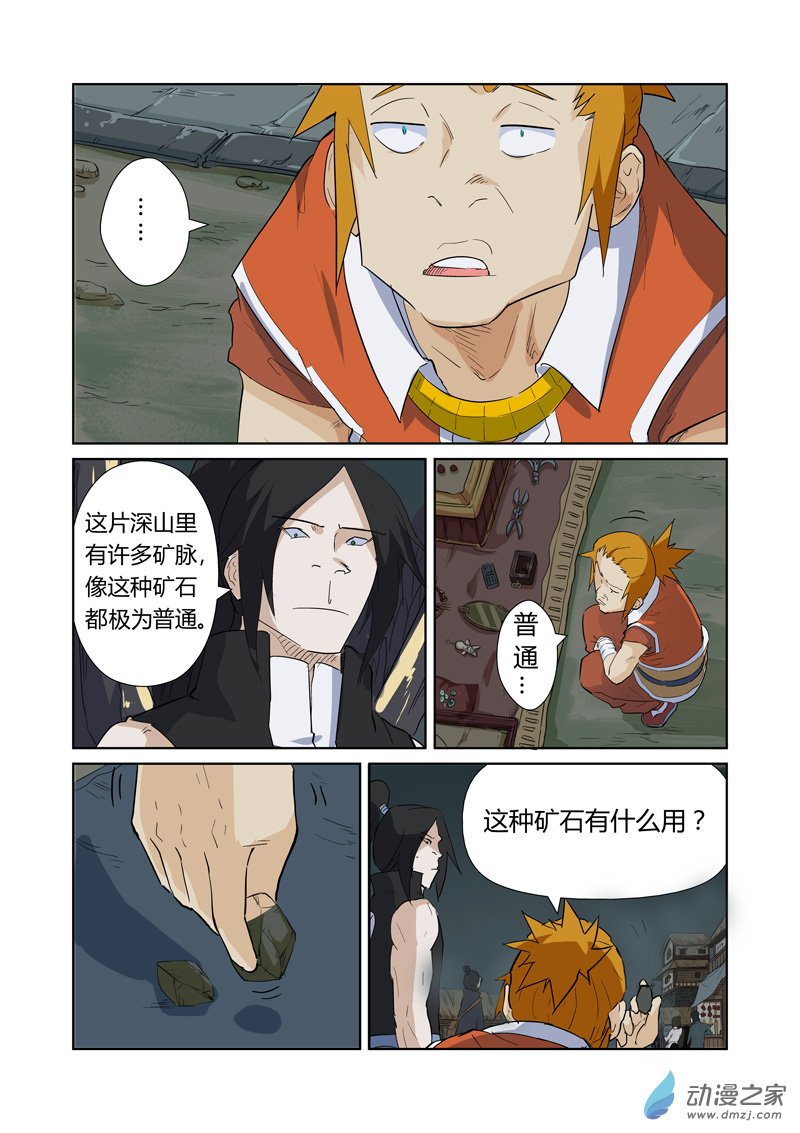 ……
这片深山里
有许多矿脉，
像这种矿石
都极为普通。
普通…
这种矿石有什么用？
动漫之家
www.dmzj.com